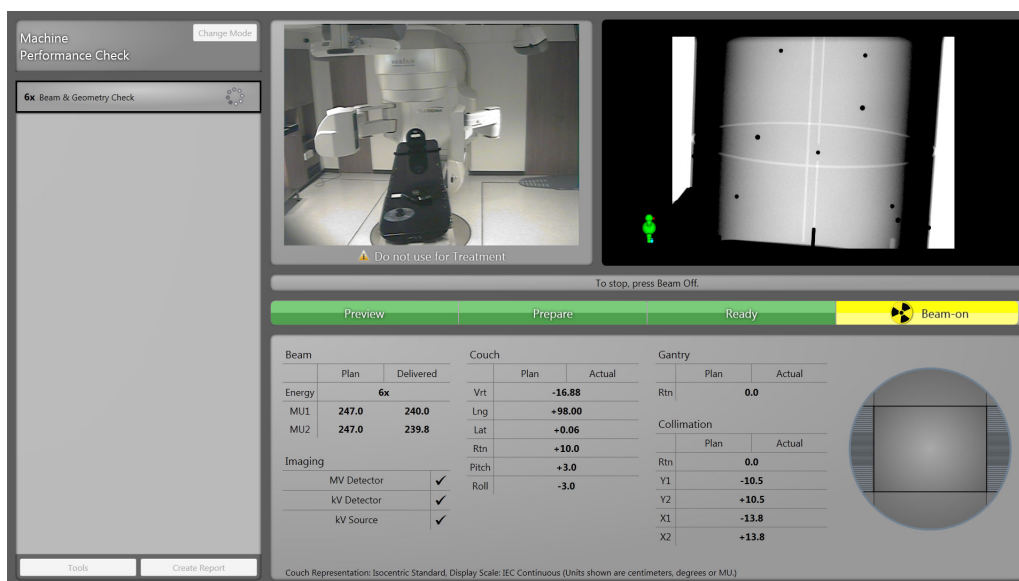 Machine
Performance Check
Change Mode
6x Beam & Geometry Check
Tools
Create Report
VARIAN
⚠ Do not use for Treatment
To stop, press Beam Off.
Preview
Prepare
Ready
Beam-on
Beam
Plan Delivered
Energy 6x
MU1 247.0 240.0
MU2 247.0 239.8
Imaging
MV Detector ✓
kV Detector ✓
kV Source ✓
Couch
Plan Actual
Vrt -16.88
Lng +98.00
Lat +0.06
Rtn +10.0
Pitch +3.0
Roll -3.0
Gantry
Plan Actual
Rtn 0.0
Collimation
Plan Actual
Rtn 0.0
Y1 -10.5
Y2 +10.5
X1 -13.8
X2 +13.8
Couch Representation: Isocentric Standard, Display Scale: IEC Continuous (Units shown are centimeters, degrees or MU.)